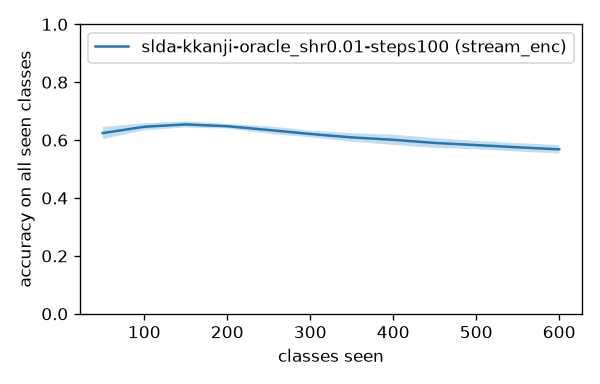 1.0
slda-kkanji-oracle_shr0.01-steps100 (stream_enc)
0.8
0.6
0.4
0.2
0.0
accuracy on all seen classes
100 200 300 400 500 600
classes seen